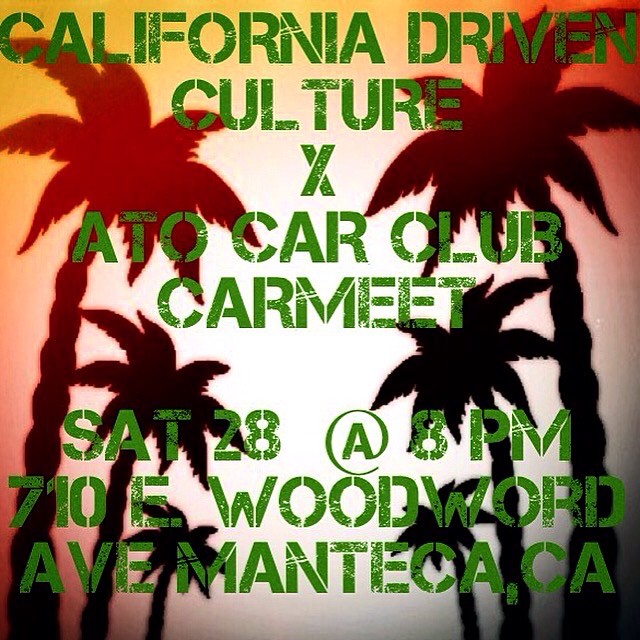 CALIFORNIA DRIVEN
CULTURE
X
ATO CAR CLUB
CARMEET
SAT 28 @ 8 PM
710 E. WOODWORD
AVE MANTECA,CA